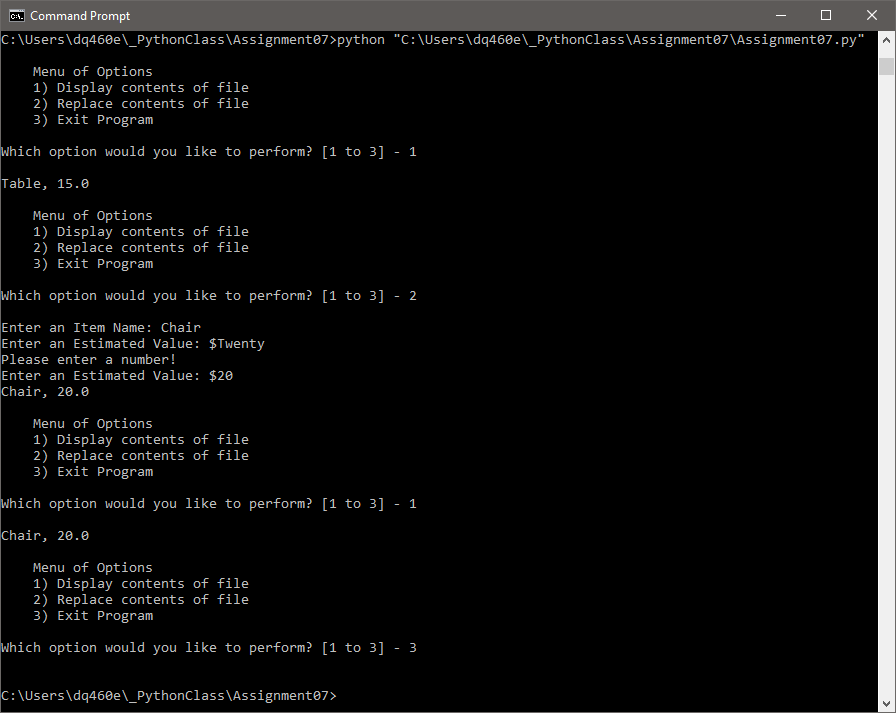 Command Prompt
C:\Users\dq460e\_PythonClass\Assignment07>python "C:\Users\dq460e\_PythonClass\Assignment07\Assignment07.py"
Menu of Options
1) Display contents of file
2) Replace contents of file
3) Exit Program
Which option would you like to perform? [1 to 3] - 1
Table, 15.0
Menu of Options
1) Display contents of file
2) Replace contents of file
3) Exit Program
Which option would you like to perform? [1 to 3] - 2
Enter an Item Name: Chair
Enter an Estimated Value: $Twenty
Please enter a number!
Enter an Estimated Value: $20
Chair, 20.0
Menu of Options
1) Display contents of file
2) Replace contents of file
3) Exit Program
Which option would you like to perform? [1 to 3] - 1
Chair, 20.0
Menu of Options
1) Display contents of file
2) Replace contents of file
3) Exit Program
Which option would you like to perform? [1 to 3] - 3
C:\Users\dq460e\_PythonClass\Assignment07>